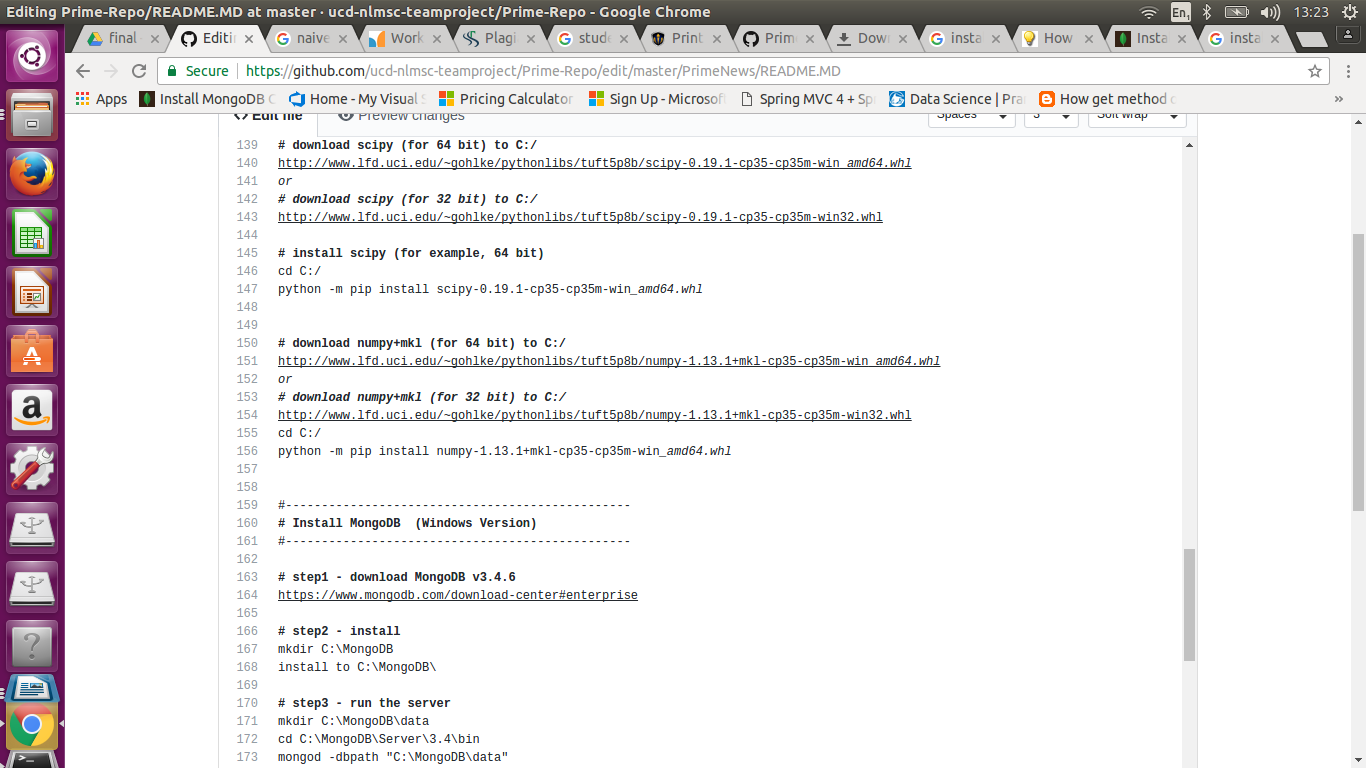 Editing Prime-Repo/README.MD at master · ucd-nlmsc-teamproject/Prime-Repo - Google Chrome
En1
13:23
final
Editi
naive
Work
Plagi
stude
Print
Prim
Dow
insta
How
Insta
insta
Secure
https://github.com/ucd-nlmsc-teamproject/Prime-Repo/edit/master/PrimeNews/README.MD
Apps
Install MongoDB C
Home - My Visual S
Pricing Calculator
Sign Up - Microsof
Spring MVC 4 + Sp
Data Science | Pra
How get method c
»
<> Edit file
Preview changes
Spaces
Soft wrap
139 # download scipy (for 64 bit) to C:/
140 http://www.lfd.uci.edu/~gohlke/pythonlibs/tuft5p8b/scipy-0.19.1-cp35-cp35m-win_amd64.whl
141 or
142 # download scipy (for 32 bit) to C:/
143 http://www.lfd.uci.edu/~gohlke/pythonlibs/tuft5p8b/scipy-0.19.1-cp35-cp35m-win32.whl
144
145 # install scipy (for example, 64 bit)
146 cd C:/
147 python -m pip install scipy-0.19.1-cp35-cp35m-win_amd64.whl
148
149
150 # download numpy+mkl (for 64 bit) to C:/
151 http://www.lfd.uci.edu/~gohlke/pythonlibs/tuft5p8b/numpy-1.13.1+mkl-cp35-cp35m-win_amd64.whl
152 or
153 # download numpy+mkl (for 32 bit) to C:/
154 http://www.lfd.uci.edu/~gohlke/pythonlibs/tuft5p8b/numpy-1.13.1+mkl-cp35-cp35m-win32.whl
155 cd C:/
156 python -m pip install numpy-1.13.1+mkl-cp35-cp35m-win_amd64.whl
157
158
159 #------------------------------------------------
160 # Install MongoDB  (Windows Version)
161 #------------------------------------------------
162
163 # step1 - download MongoDB v3.4.6
164 https://www.mongodb.com/download-center#enterprise
165
166 # step2 - install
167 mkdir C:\MongoDB
168 install to C:\MongoDB\
169
170 # step3 - run the server
171 mkdir C:\MongoDB\data
172 cd C:\MongoDB\Server\3.4\bin
173 mongod -dbpath "C:\MongoDB\data"